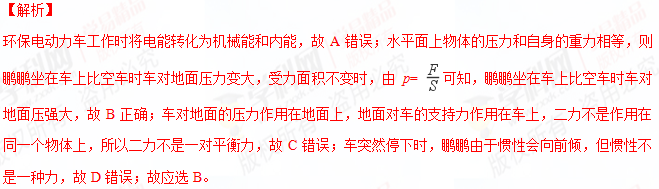 【解析】
环保电动力车工作时将电能转化为机械能和内能，故 A 错误；水平面上物体的压力和自身的重力相等，则
鹏鹏坐在车上比空车时车对地面压力变大，受力面积不变时，由 p= F/S 可知，鹏鹏坐在车上比空车时车对
地面压强大，故 B 正确；车对地面的压力作用在地面上，地面对车的支持力作用在车上，二力不是作用在
同一个物体上，所以二力不是一对平衡力，故 C 错误；车突然停下时，鹏鹏由于惯性会向前倾，但惯性不
是一种力，故 D 错误；故应选 B。